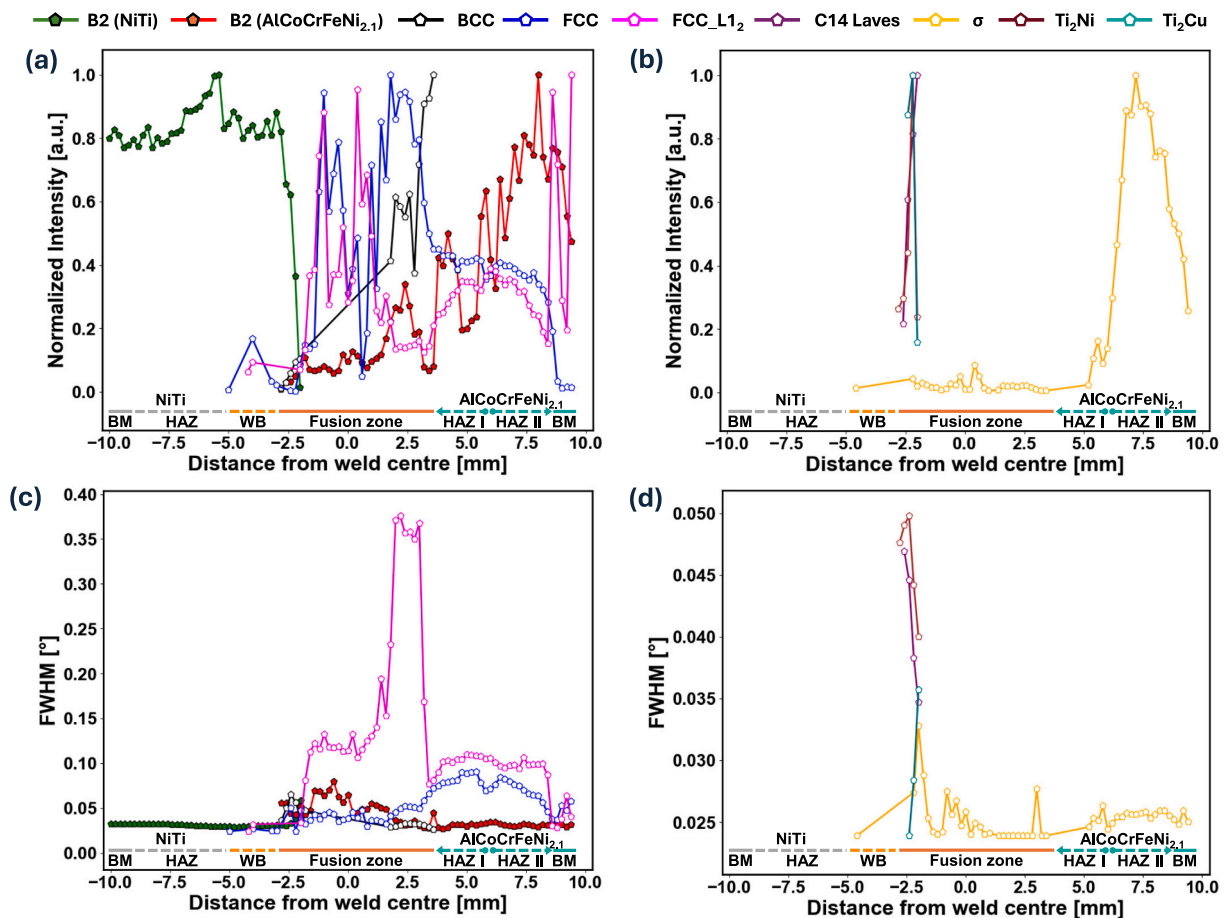 B2 (NiTi) B2 (AlCoCrFeNi₂.₁) BCC FCC FCC_L1₂ C14 Laves σ Ti₂Ni Ti₂Cu
(a)
Normalized Intensity [a.u.]
1.0
0.8
0.6
0.4
0.2
0.0
NiTi AlCoCrFeNi₂.₁
BM HAZ WB Fusion zone HAZ I HAZ II BM
−10.0 −7.5 −5.0 −2.5 0.0 2.5 5.0 7.5 10.0
Distance from weld centre [mm]
(b)
Normalized Intensity [a.u.]
1.0
0.8
0.6
0.4
0.2
0.0
NiTi AlCoCrFeNi₂.₁
BM HAZ WB Fusion zone HAZ I HAZ II BM
−10.0 −7.5 −5.0 −2.5 0.0 2.5 5.0 7.5 10.0
Distance from weld centre [mm]
(c)
FWHM [°]
0.40
0.35
0.30
0.25
0.20
0.15
0.10
0.05
0.00
NiTi AlCoCrFeNi₂.₁
BM HAZ WB Fusion zone HAZ I HAZ II BM
−10.0 −7.5 −5.0 −2.5 0.0 2.5 5.0 7.5 10.0
Distance from weld centre [mm]
(d)
FWHM [°]
0.050
0.045
0.040
0.035
0.030
0.025
NiTi AlCoCrFeNi₂.₁
BM HAZ WB Fusion zone HAZ I HAZ II BM
−10.0 −7.5 −5.0 −2.5 0.0 2.5 5.0 7.5 10.0
Distance from weld centre [mm]